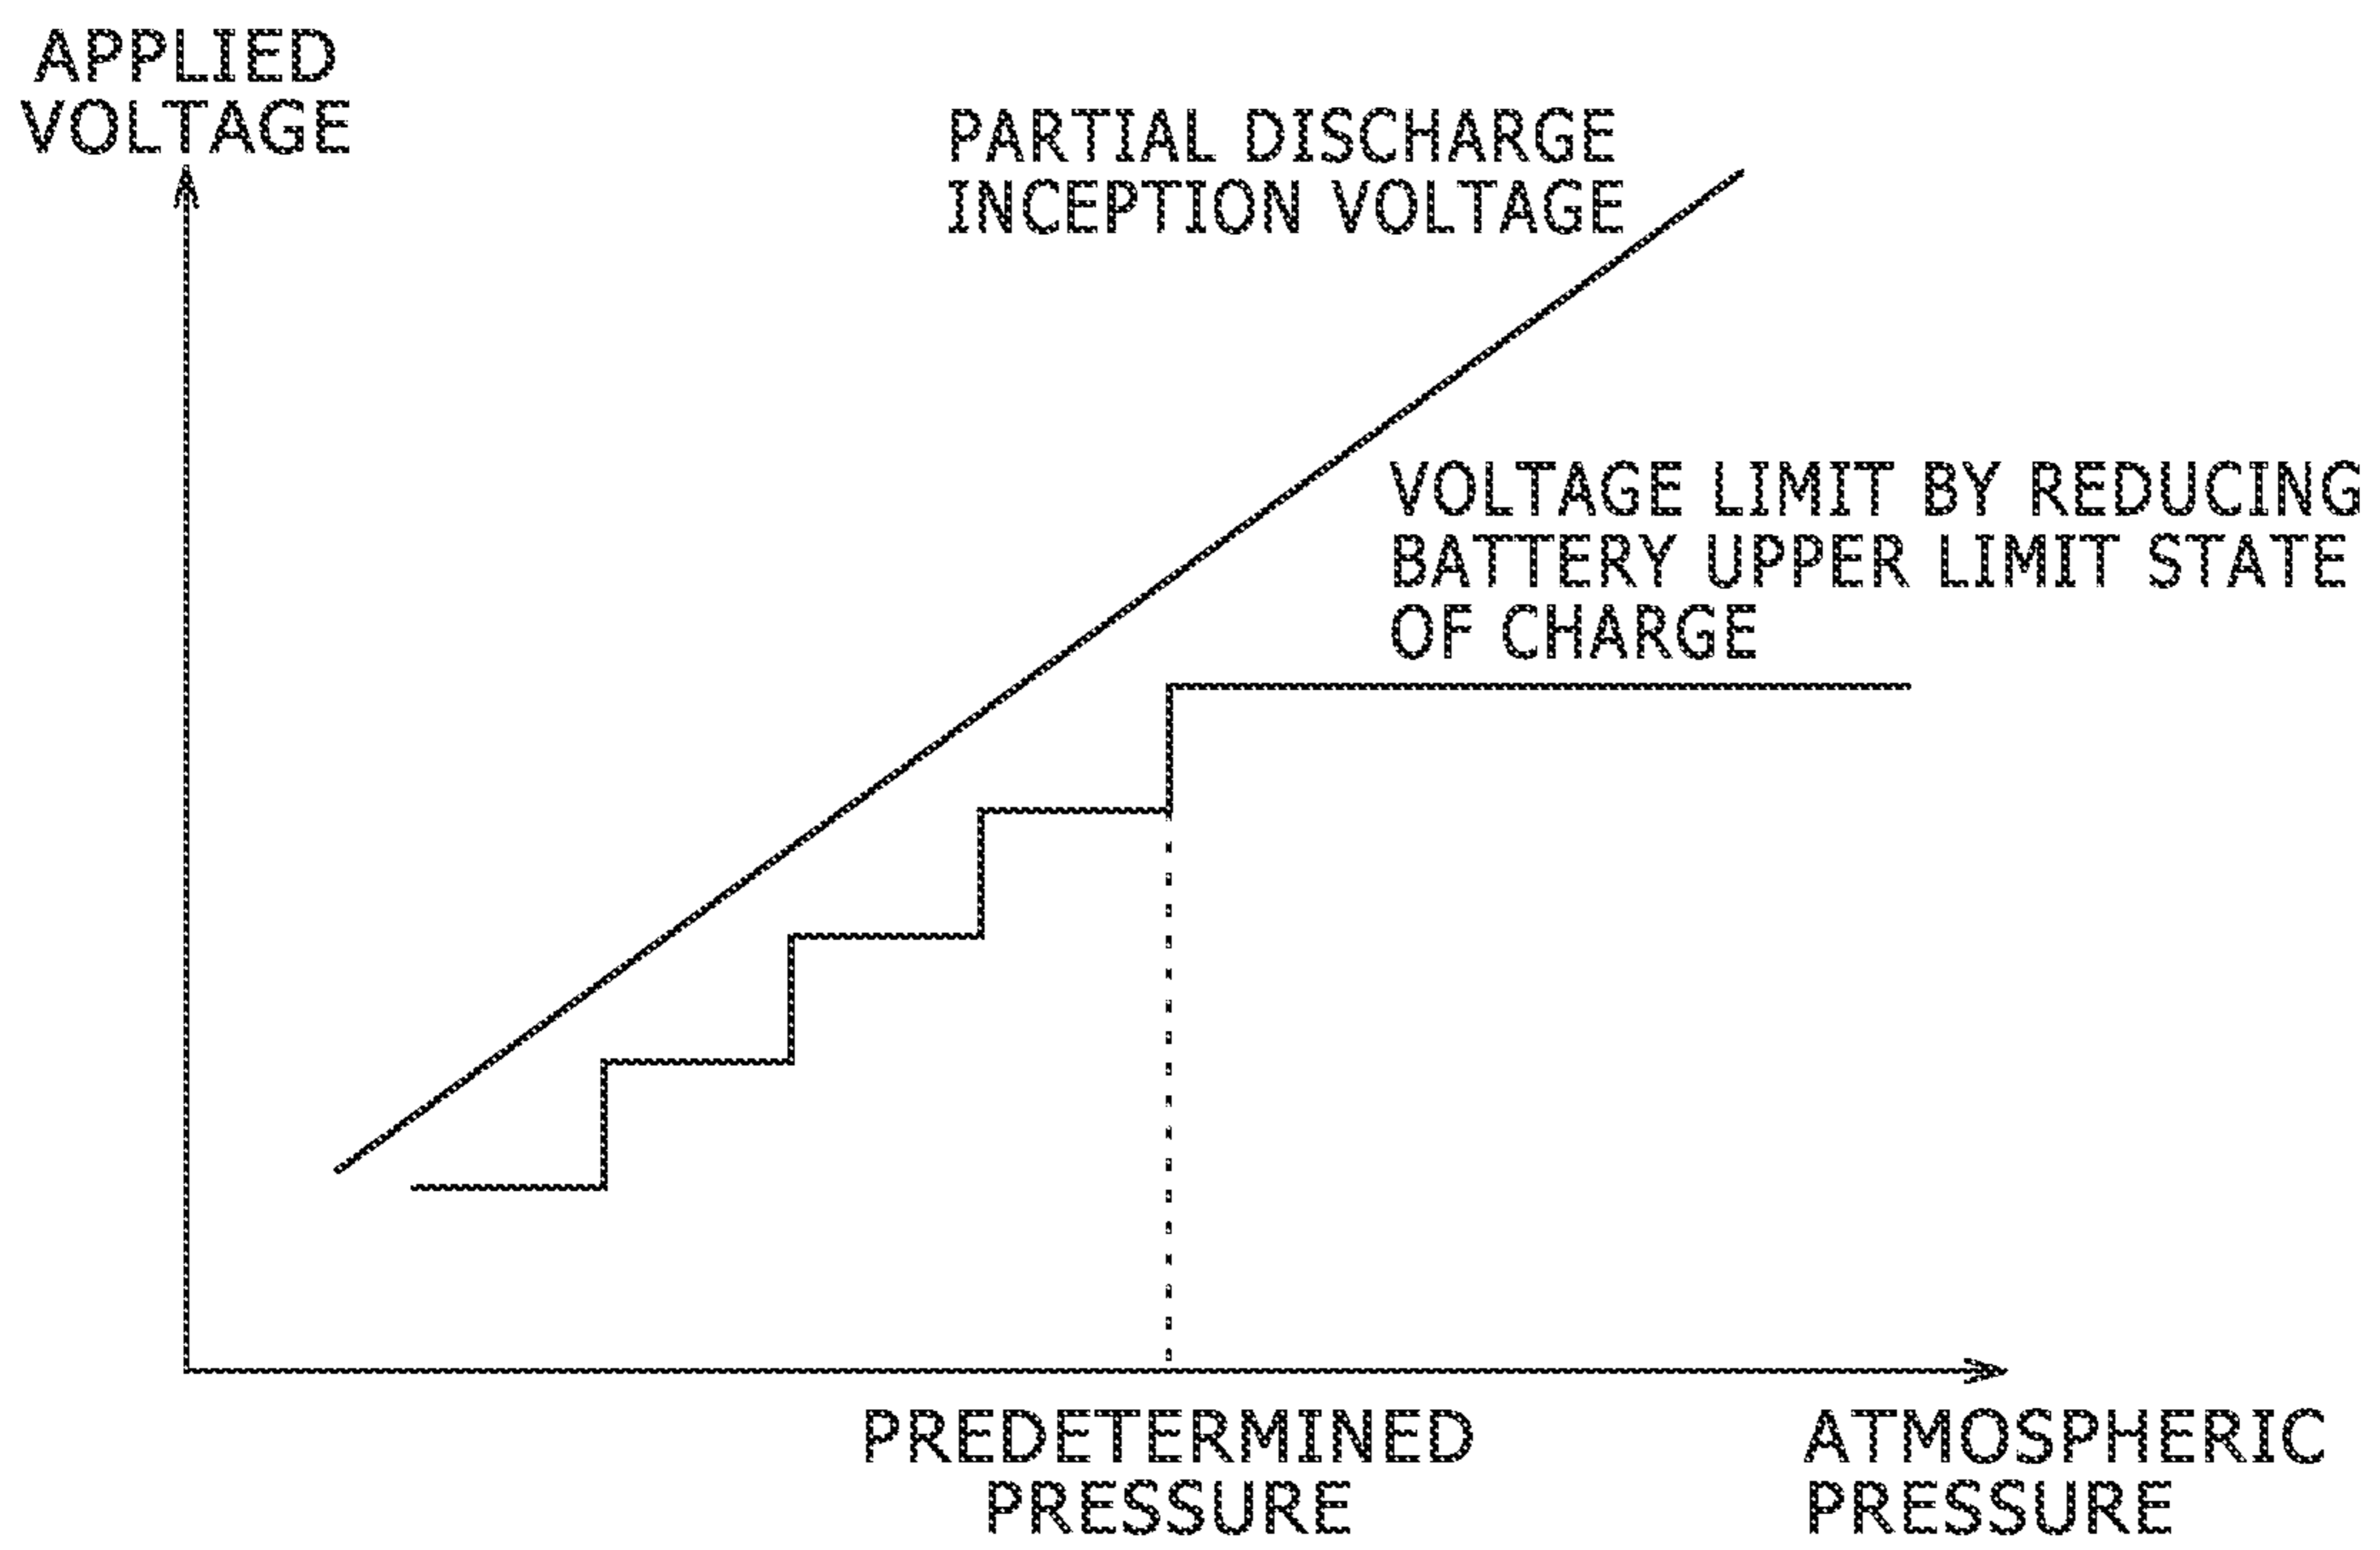 APPLIED
VOLTAGE
PARTIAL DISCHARGE
INCEPTION VOLTAGE
VOLTAGE LIMIT BY REDUCING
BATTERY UPPER LIMIT STATE
OF CHARGE
PREDETERMINED
PRESSURE
ATMOSPHERIC
PRESSURE